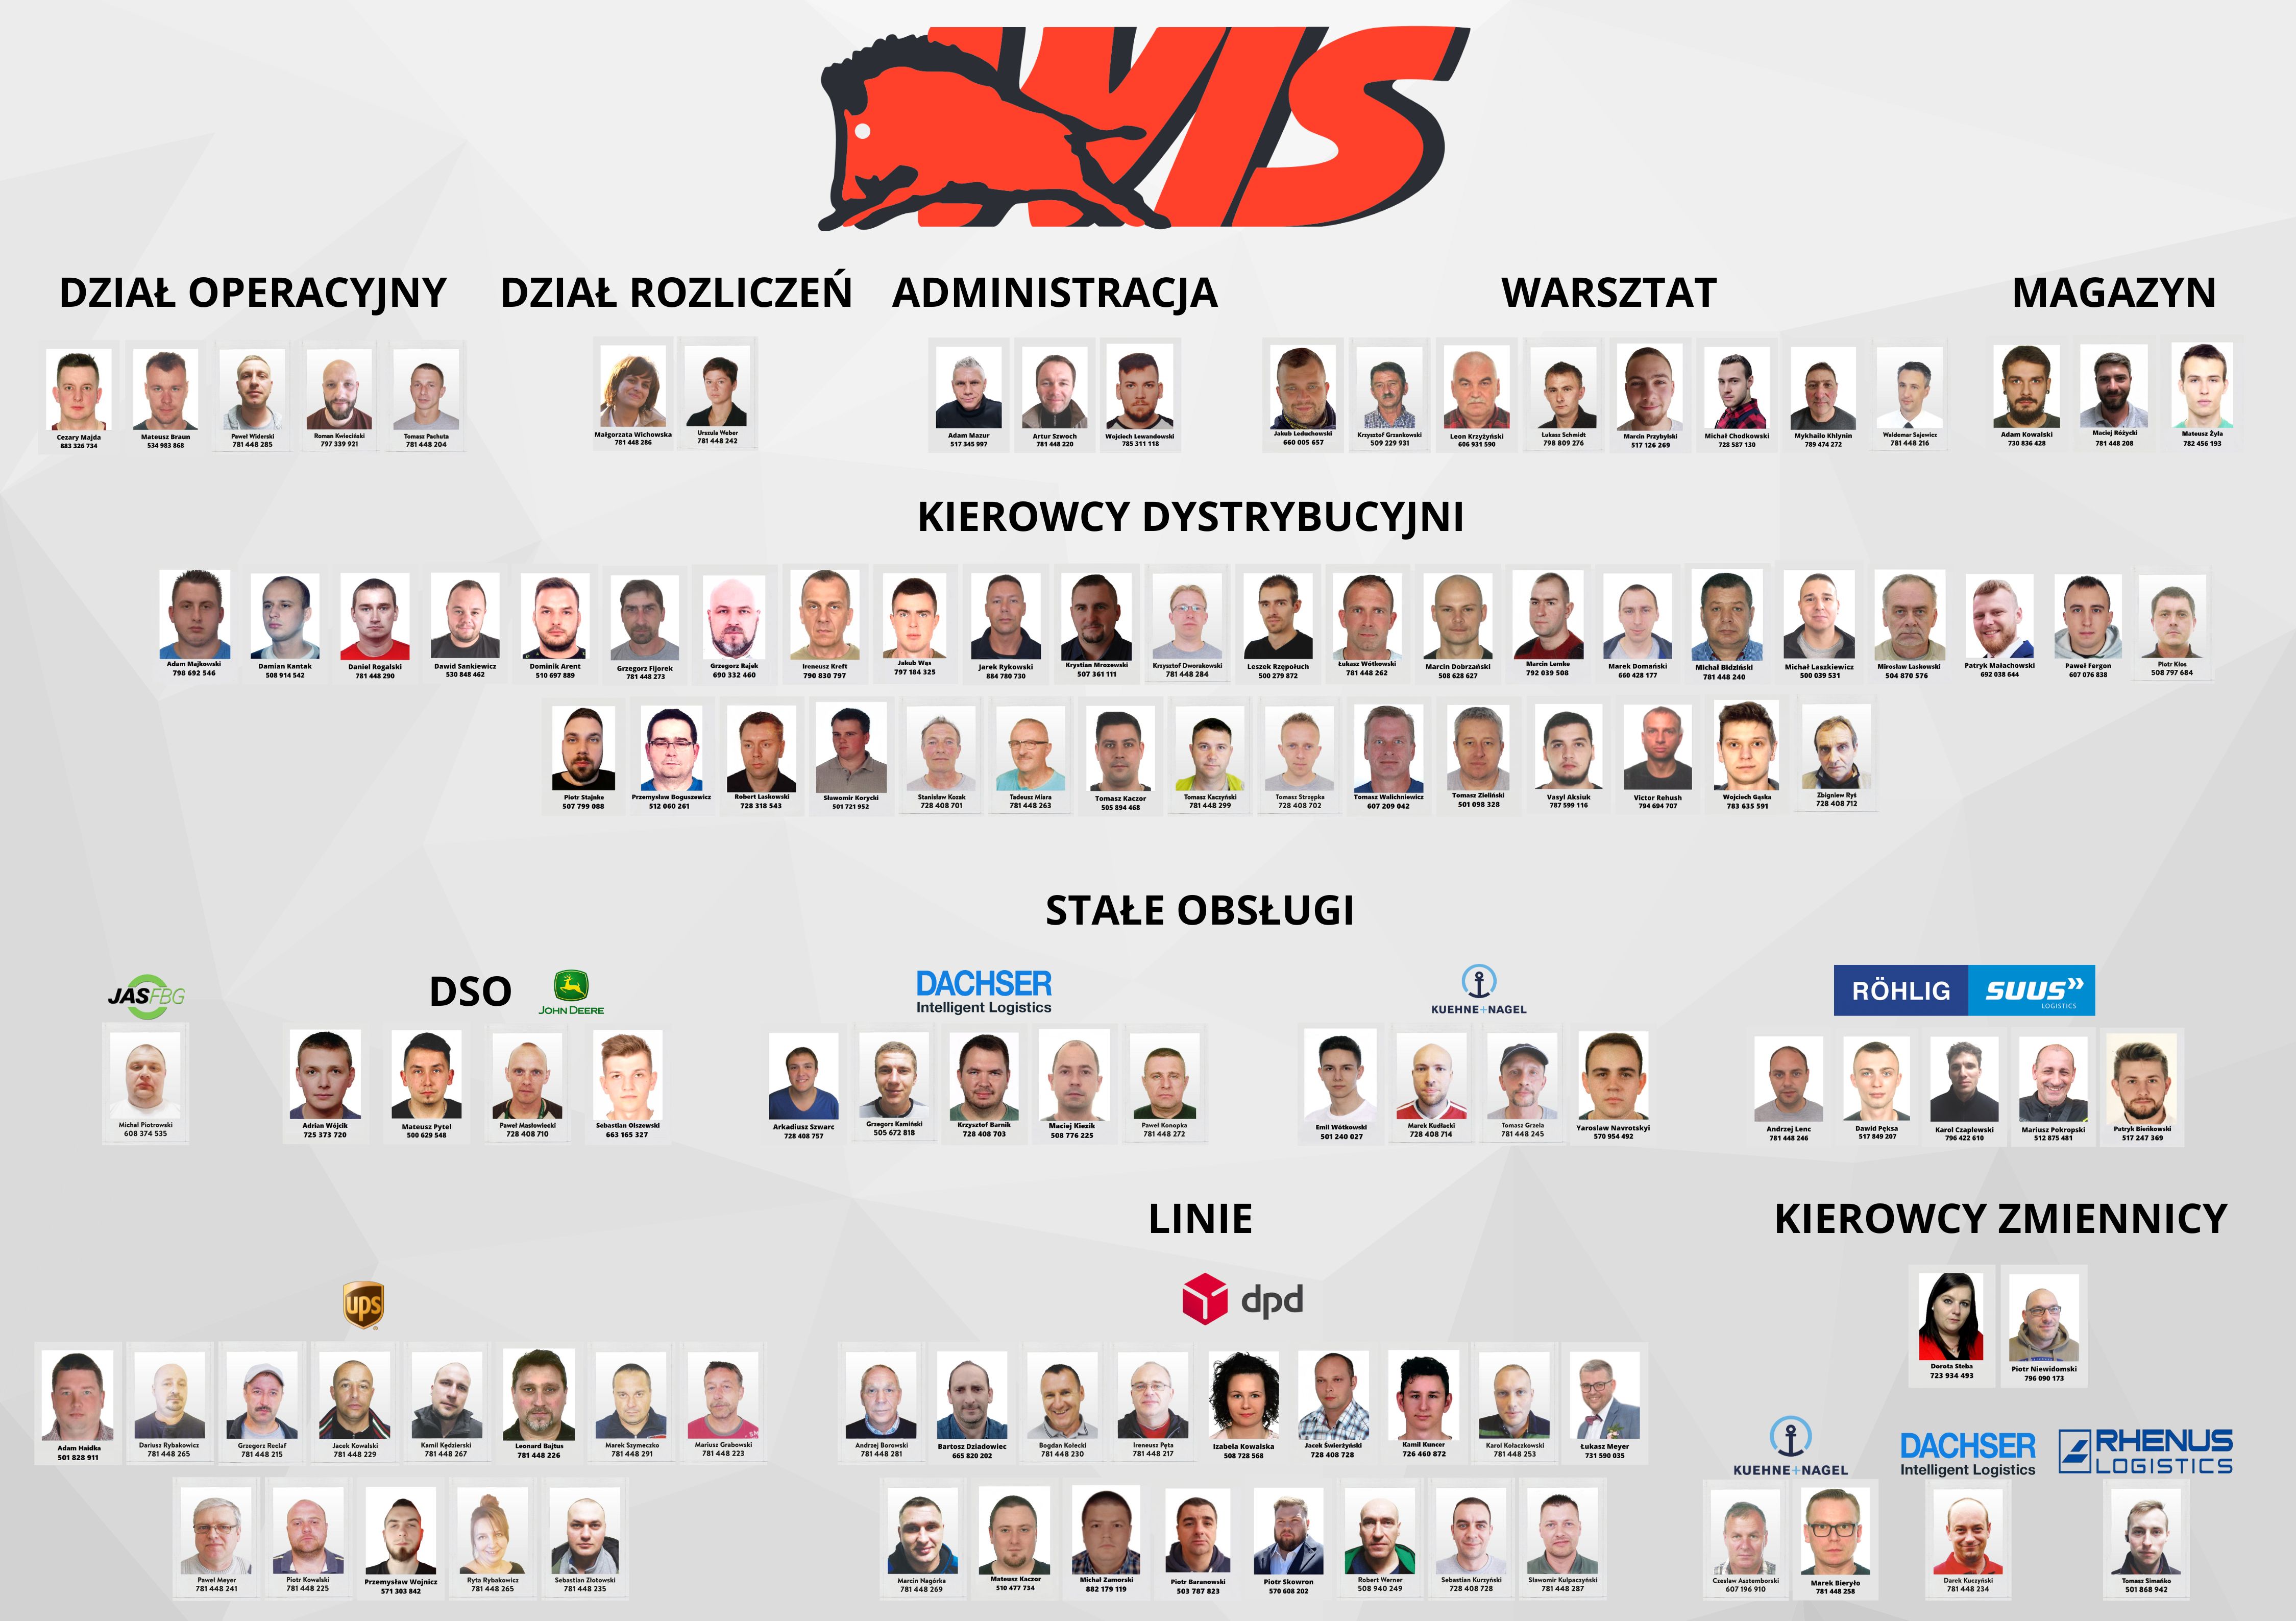 VIS
DZIAŁ OPERACYJNY
Cezary Majda
883 326 734
Mateusz Braun
534 983 868
Paweł Widerski
781 448 285
Roman Kwieciński
797 339 921
Tomasz Pachuta
781 448 204
DZIAŁ ROZLICZEŃ
Małgorzata Wichowska
781 448 286
Urszula Weber
781 448 242
ADMINISTRACJA
Adam Mazur
517 345 997
Artur Szwoch
781 448 220
Wojciech Lewandowski
785 311 118
WARSZTAT
Jakub Leduchowski
660 005 657
Krzysztof Grzankowski
509 229 931
Leon Krzyżyński
606 931 590
Łukasz Schmidt
798 809 276
Marcin Przybylski
517 126 269
Michał Chodkowski
728 587 130
Mykhailo Khlynin
789 474 272
Waldemar Sajewicz
781 448 216
MAGAZYN
Adam Kowalski
730 836 428
Maciej Różycki
781 448 208
Mateusz Żyła
782 456 193
KIEROWCY DYSTRYBUCYJNI
Adam Majkowski
798 692 546
Damian Kantak
508 914 542
Daniel Rogalski
781 448 290
Dawid Sankiewicz
530 848 462
Dominik Arent
510 697 889
Grzegorz Fijorek
781 448 273
Grzegorz Rajek
690 332 460
Ireneusz Kreft
790 830 797
Jakub Wąs
797 184 325
Jarek Rykowski
884 780 730
Krystian Mrozewski
507 361 111
Krzysztof Dworakowski
781 448 284
Leszek Rzępołuch
500 279 872
Łukasz Wótkowski
781 448 262
Marcin Dobrzański
508 628 627
Marcin Lemke
792 039 508
Marek Domański
660 428 177
Michał Bidziński
781 448 240
Michał Laszkiewicz
500 039 531
Mirosław Laskowski
504 870 576
Patryk Małachowski
692 038 644
Paweł Fergon
607 076 838
Piotr Kłos
508 797 684
Piotr Stajnke
507 799 088
Przemysław Boguszewicz
512 060 261
Robert Laskowski
728 318 543
Sławomir Korycki
501 721 952
Stanisław Kozak
728 408 701
Tadeusz Miara
781 448 263
Tomasz Kaczor
505 894 468
Tomasz Kaczyński
781 448 299
Tomasz Strzępka
728 408 702
Tomasz Walichniewicz
607 209 042
Tomasz Zieliński
501 098 328
Vasyl Aksiuk
787 599 116
Victor Rehush
794 694 707
Wojciech Gąska
783 635 591
Zbigniew Ryś
728 408 712
STAŁE OBSŁUGI
JAS FBG
Michał Piotrowski
608 374 535
DSO
JOHN DEERE
Adrian Wójcik
725 373 720
Mateusz Pytel
500 629 548
Paweł Masłowiecki
728 408 710
Sebastian Olszewski
663 165 327
DACHSER
Intelligent Logistics
Arkadiusz Szwarc
728 408 757
Grzegorz Kamiński
505 672 818
Krzysztof Barnik
728 408 703
Maciej Kiezik
508 776 225
Paweł Konopka
781 448 272
KUEHNE+NAGEL
Emil Wótkowski
501 240 027
Marek Kudłacki
728 408 714
Tomasz Grzela
781 448 245
Yaroslaw Navrotskyi
570 954 492
RÖHLIG SUUS
LOGISTICS
Andrzej Lenc
781 448 246
Dawid Pęksa
517 849 207
Karol Czaplewski
796 422 610
Mariusz Pokropski
512 875 481
Patryk Bieńkowski
517 247 369
LINIE
ups
Adam Haidka
501 828 911
Dariusz Rybakowicz
781 448 265
Grzegorz Reclaf
781 448 215
Jacek Kowalski
781 448 229
Kamil Kędzierski
781 448 267
Leonard Bajtus
781 448 226
Marek Szymeczko
781 448 291
Mariusz Grabowski
781 448 223
Paweł Meyer
781 448 241
Piotr Kowalski
781 448 225
Przemysław Wojnicz
571 303 842
Ryta Rybakowicz
781 448 265
Sebastian Złotowski
781 448 235
dpd
Andrzej Borowski
781 448 281
Bartosz Dziadowiec
665 820 202
Bogdan Kolecki
781 448 230
Ireneusz Pęta
781 448 217
Izabela Kowalska
508 728 568
Jacek Świerżyński
728 408 728
Kamil Kuncer
726 460 872
Karol Kołaczkowski
781 448 253
Łukasz Meyer
731 590 035
Marcin Nagórka
781 448 269
Mateusz Kaczor
510 477 734
Michał Zamorski
882 179 119
Piotr Baranowski
503 787 823
Piotr Skowron
570 608 202
Robert Werner
508 940 249
Sebastian Kurzyński
728 408 728
Sławomir Kulpaczyński
781 448 287
KIEROWCY ZMIENNICY
Dorota Steba
723 934 493
Piotr Niewidomski
796 090 173
KUEHNE+NAGEL
Czesław Asztemborski
607 196 910
Marek Bieryło
781 448 258
DACHSER
Intelligent Logistics
Darek Kuczyński
781 448 234
RHENUS
LOGISTICS
Tomasz Simańko
501 868 942